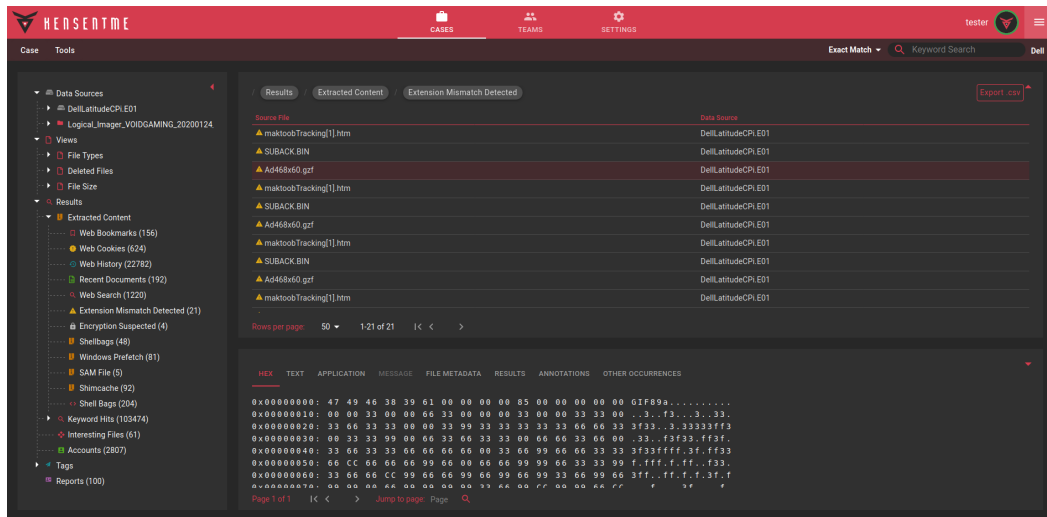 HENSENTME
CASES
TEAMS
SETTINGS
tester
Case Tools
Exact Match
Keyword Search
Dell
Data Sources
DellLatitudeCPi.E01
Logical_Imager_VOIDGAMING_20200124
Views
File Types
Deleted Files
File Size
Results
Extracted Content
Web Bookmarks (156)
Web Cookies (624)
Web History (22782)
Recent Documents (192)
Web Search (1220)
Extension Mismatch Detected (21)
Encryption Suspected (4)
Shellbags (48)
Windows Prefetch (81)
SAM File (5)
Shimcache (92)
Shell Bags (204)
Keyword Hits (103474)
Interesting Files (61)
Accounts (2807)
Tags
Reports (100)
/ Results / Extracted Content / Extension Mismatch Detected
Export .csv
Source File Data Source
maktoobTracking[1].htm DellLatitudeCPi.E01
SUBACK.BIN DellLatitudeCPi.E01
Ad468x60.gzf DellLatitudeCPi.E01
maktoobTracking[1].htm DellLatitudeCPi.E01
SUBACK.BIN DellLatitudeCPi.E01
Ad468x60.gzf DellLatitudeCPi.E01
maktoobTracking[1].htm DellLatitudeCPi.E01
SUBACK.BIN DellLatitudeCPi.E01
Ad468x60.gzf DellLatitudeCPi.E01
maktoobTracking[1].htm DellLatitudeCPi.E01
Rows per page: 50 1-21 of 21
HEX TEXT APPLICATION MESSAGE FILE METADATA RESULTS ANNOTATIONS OTHER OCCURRENCES
0x00000000: 47 49 46 38 39 61 00 00 00 00 85 00 00 00 00 00 GIF89a..........
0x00000010: 00 00 33 00 00 66 33 00 00 00 33 00 00 33 33 00 ..3..f3...3..33.
0x00000020: 33 66 33 33 00 00 33 99 33 33 33 33 33 66 66 33 3f33..3.33333ff3
0x00000030: 00 33 33 99 00 66 33 66 33 33 00 66 66 33 66 00 .33..f3f33.ff3f.
0x00000040: 33 66 33 33 66 66 66 66 00 33 66 99 66 66 33 33 3f33ffff.3f.ff33
0x00000050: 66 CC 66 66 66 99 66 00 66 66 99 99 66 33 33 99 f.fff.f.ff..f33.
0x00000060: 33 66 66 CC 99 66 66 99 66 99 66 99 33 66 99 66 3ff..ff.f.f.3f.f
Page 1 of 1 Jump to page: Page